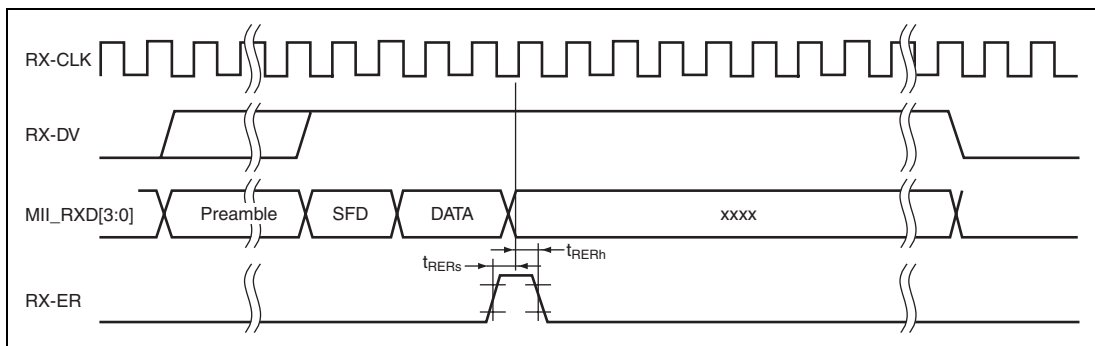 RX-CLK
RX-DV
MII_RXD[3:0]
Preamble
SFD
DATA
xxxx
tRERs
tRERh
RX-ER